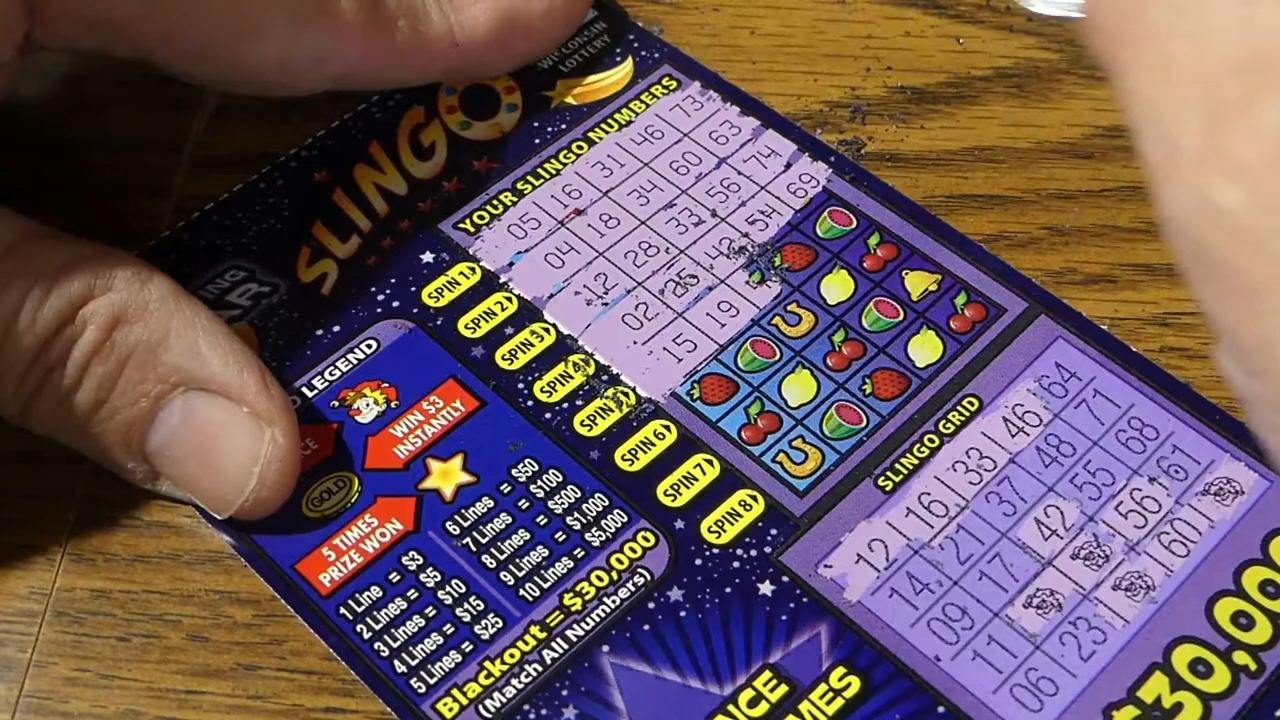 WISCONSIN
LOTTERY
SLINGO
YOUR SLINGO NUMBERS
SPIN 1
05 16 31 46 73
SPIN 2
04 18 34 60 63
SPIN 3
12 28 33 56 74
SPIN 4
02 42 54 69
SPIN 5
15 19
SPIN 6
SPIN 7
SPIN 8
LEGEND
WIN $3
INSTANTLY
GOLD
5 TIMES
PRIZE WON
1 Line = $3
2 Lines = $5
3 Lines = $10
4 Lines = $15
5 Lines = $25
6 Lines = $50
7 Lines = $100
8 Lines = $500
9 Lines = $1,000
10 Lines = $5,000
Blackout = $30,000
(Match All Numbers)
SLINGO GRID
12 16 33 46 64
14 21 37 48 71
09 17 42 55 68
11 56 61
06 23 60
$30,00